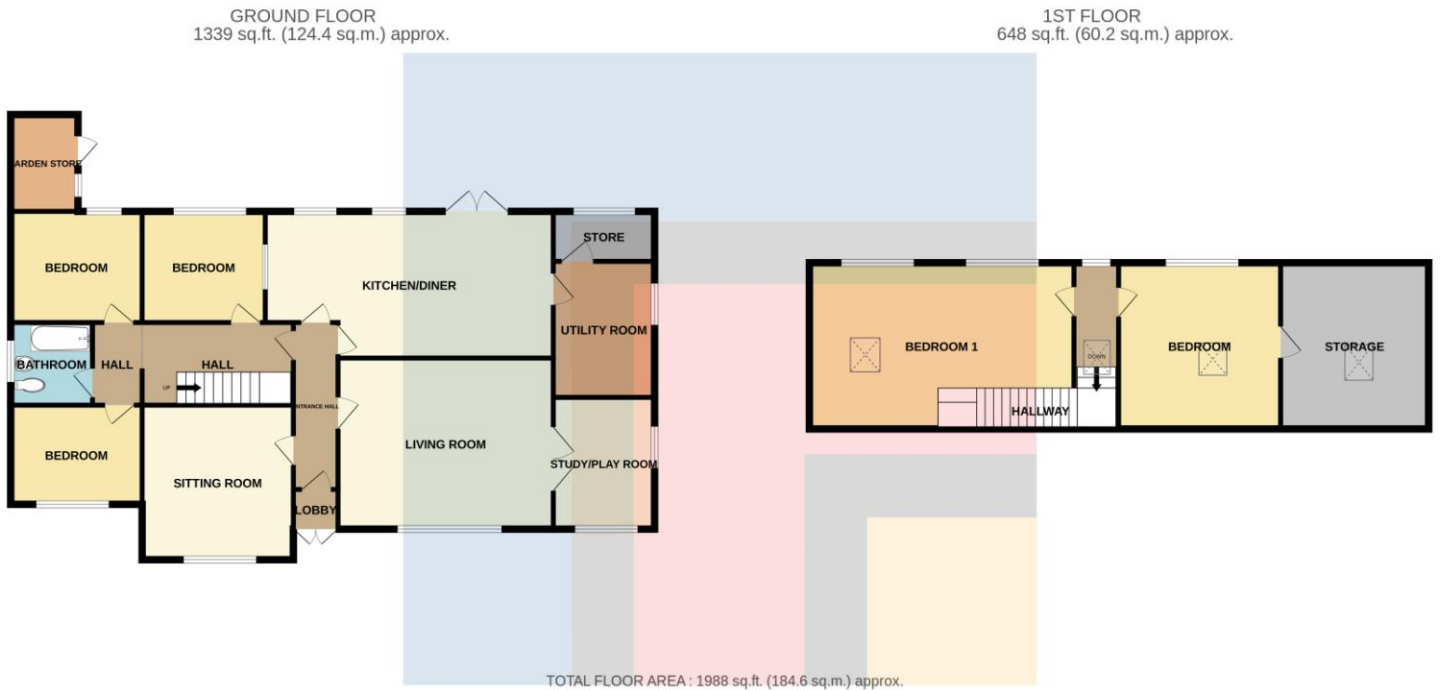 GROUND FLOOR
1339 sq.ft. (124.4 sq.m.) approx.
1ST FLOOR
648 sq.ft. (60.2 sq.m.) approx.
ARDEN STORE
BEDROOM
BEDROOM
KITCHEN/DINER
STORE
UTILITY ROOM
BATHROOM
HALL
HALL
UP
NTRANCE HALL
LIVING ROOM
STUDY/PLAY ROOM
BEDROOM
SITTING ROOM
LOBBY
BEDROOM 1
DOWN
HALLWAY
BEDROOM
STORAGE
TOTAL FLOOR AREA : 1988 sq.ft. (184.6 sq.m.) approx.